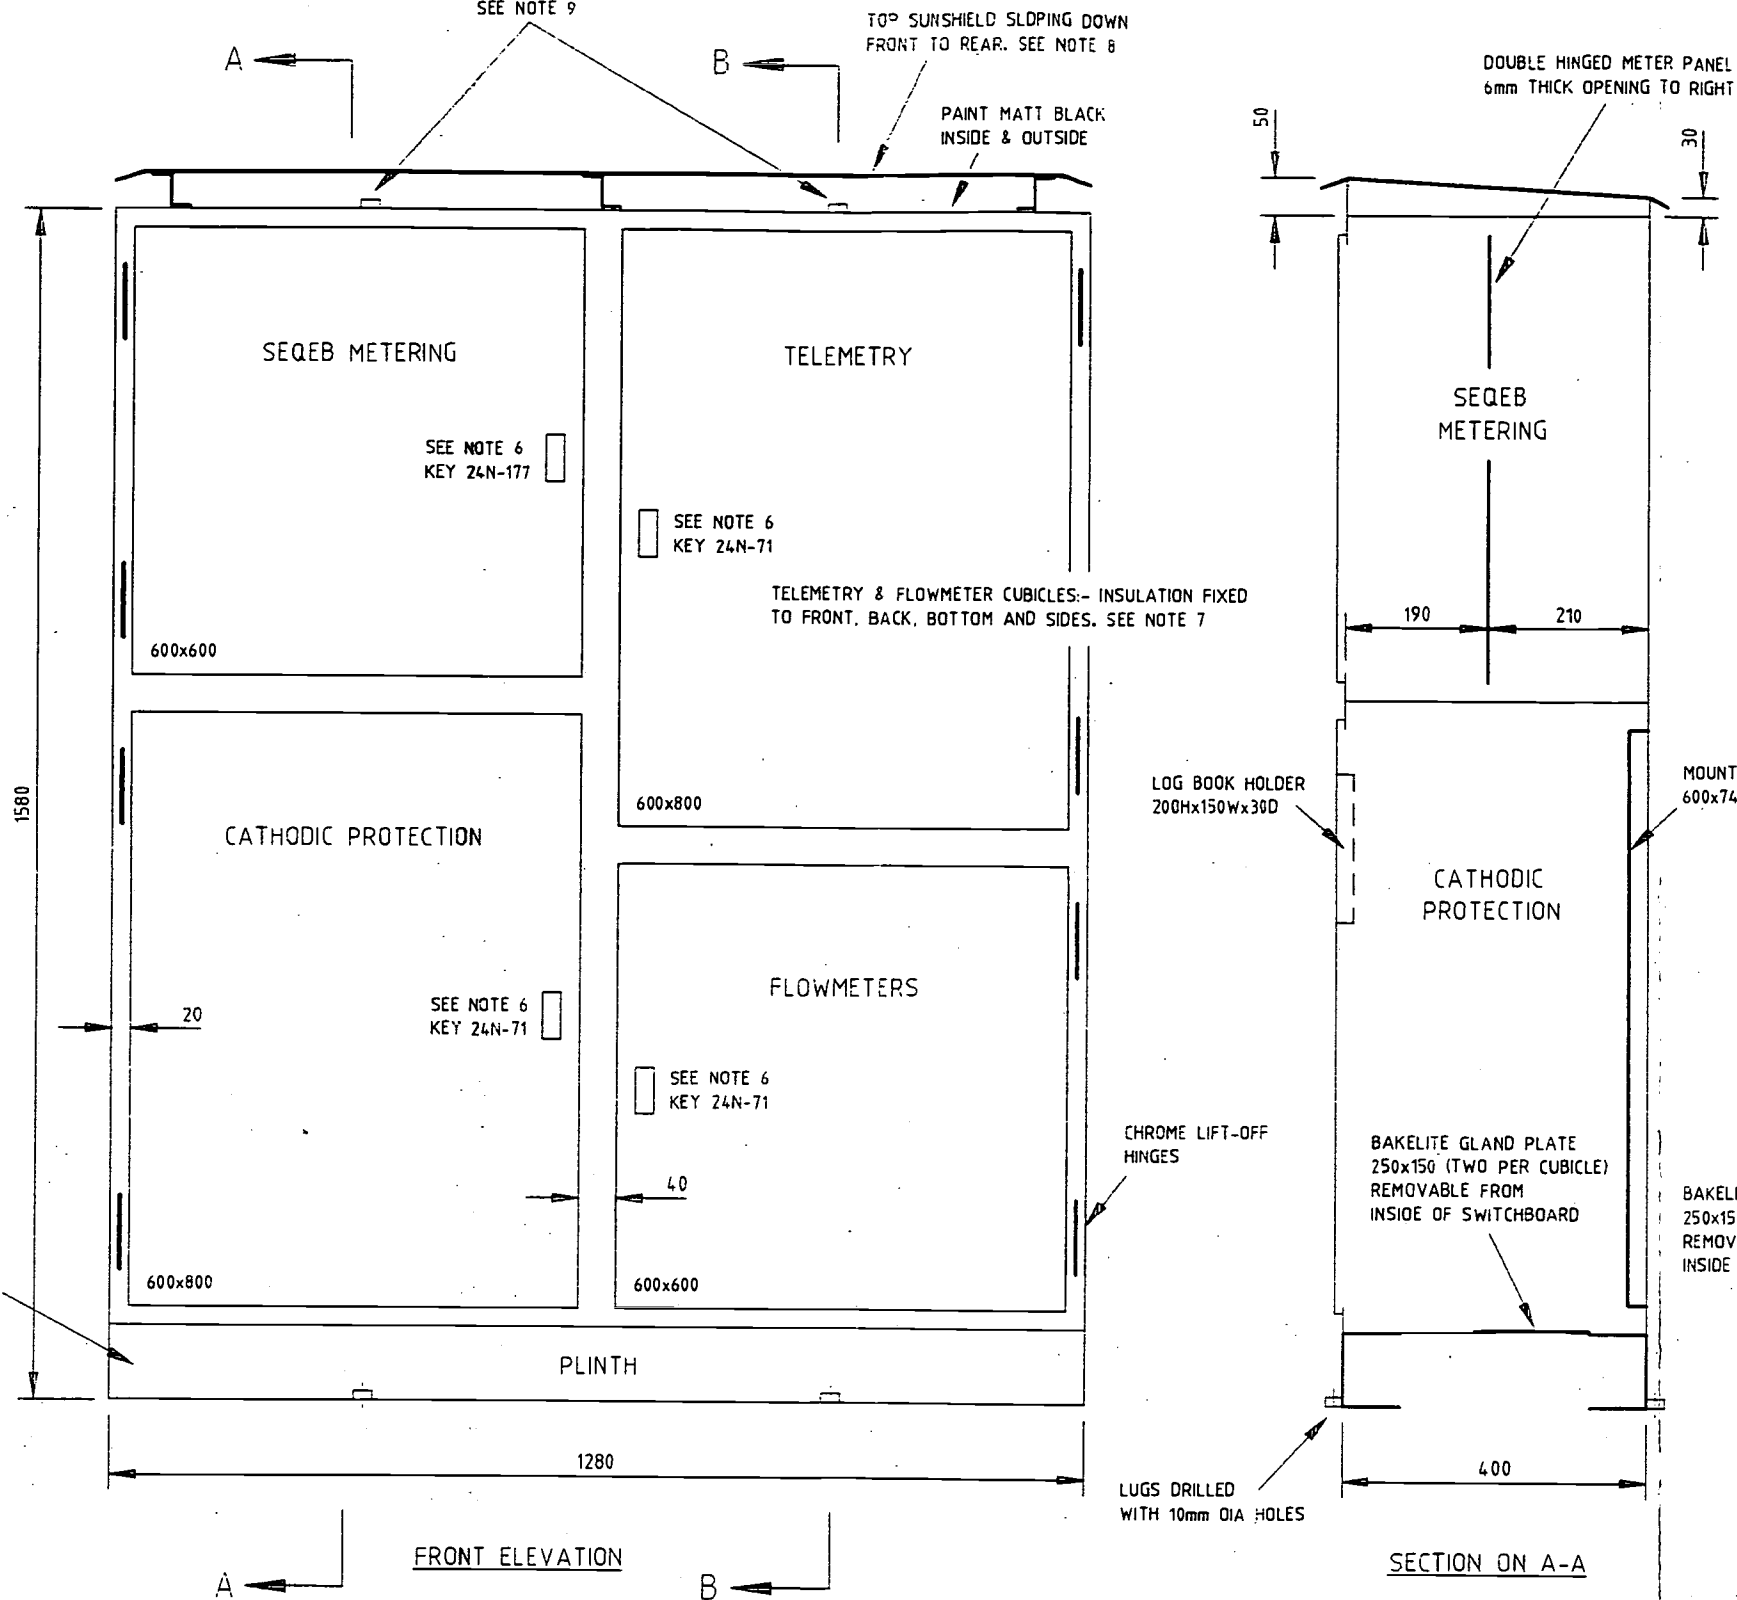 SEE NOTE 9
TOP SUNSHIELD SLOPING DOWN
FRONT TO REAR. SEE NOTE 8
A
B
DOUBLE HINGED METER PANEL
6mm THICK OPENING TO RIGHT
PAINT MATT BLACK
INSIDE & OUTSIDE
50
30
SEQEB METERING
TELEMETRY
SEQEB
METERING
SEE NOTE 6
KEY 24N-177
SEE NOTE 6
KEY 24N-71
TELEMETRY & FLOWMETER CUBICLES:- INSULATION FIXED
TO FRONT, BACK, BOTTOM AND SIDES. SEE NOTE 7
190
210
600x600
1580
CATHODIC PROTECTION
600x800
LOG BOOK HOLDER
200Hx150Wx30D
MOUNT
600x74
CATHODIC
PROTECTION
FLOWMETERS
SEE NOTE 6
KEY 24N-71
20
SEE NOTE 6
KEY 24N-71
CHROME LIFT-OFF
HINGES
BAKELITE GLAND PLATE
250x150 (TWO PER CUBICLE)
REMOVABLE FROM
INSIDE OF SWITCHBOARD
BAKELI
250x15
REMOV
INSIDE
40
600x800
600x600
PLINTH
1280
400
LUGS DRILLED
WITH 10mm DIA HOLES
FRONT ELEVATION
SECTION ON A-A
A
B